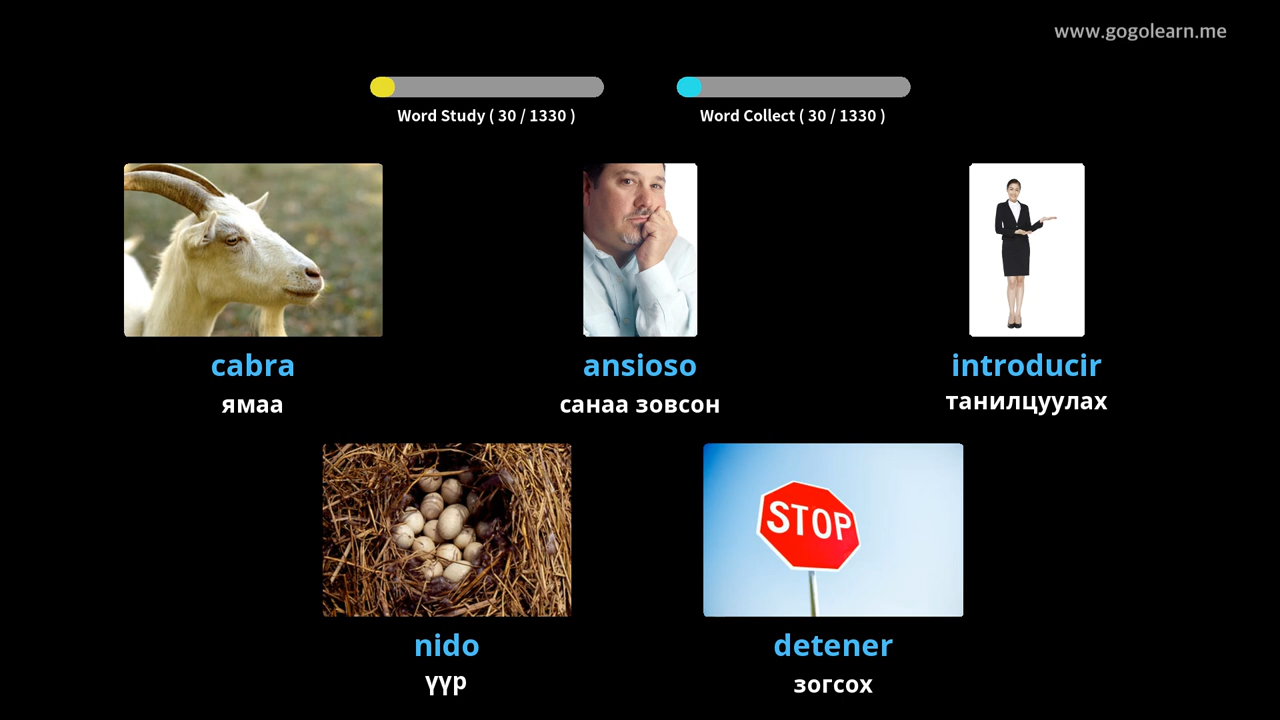 www.gogolearn.me
Word Study ( 30 / 1330 )
Word Collect ( 30 / 1330 )
cabra
ямаа
ansioso
санаа зовсон
introducir
танилцуулах
STOP
nido
үүр
detener
зогсох